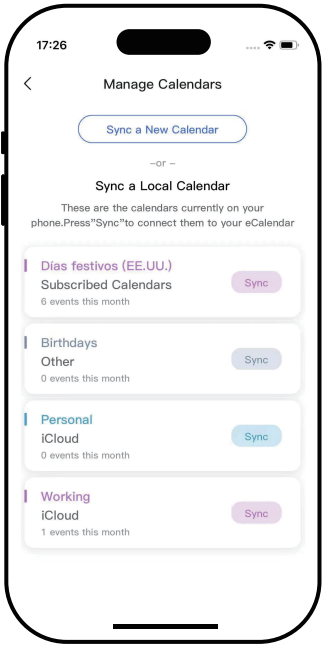 17:26
Manage Calendars
Sync a New Calendar
-or -
Sync a Local Calendar
These are the calendars currently on your
phone.Press"Sync"to connect them to your eCalendar
Días festivos (EE.UU.)
Subscribed Calendars
Sync
6 events this month
Birthdays
Other
Sync
0 events this month
Personal
iCloud
Sync
0 events this month
Working
iCloud
Sync
1 events this month